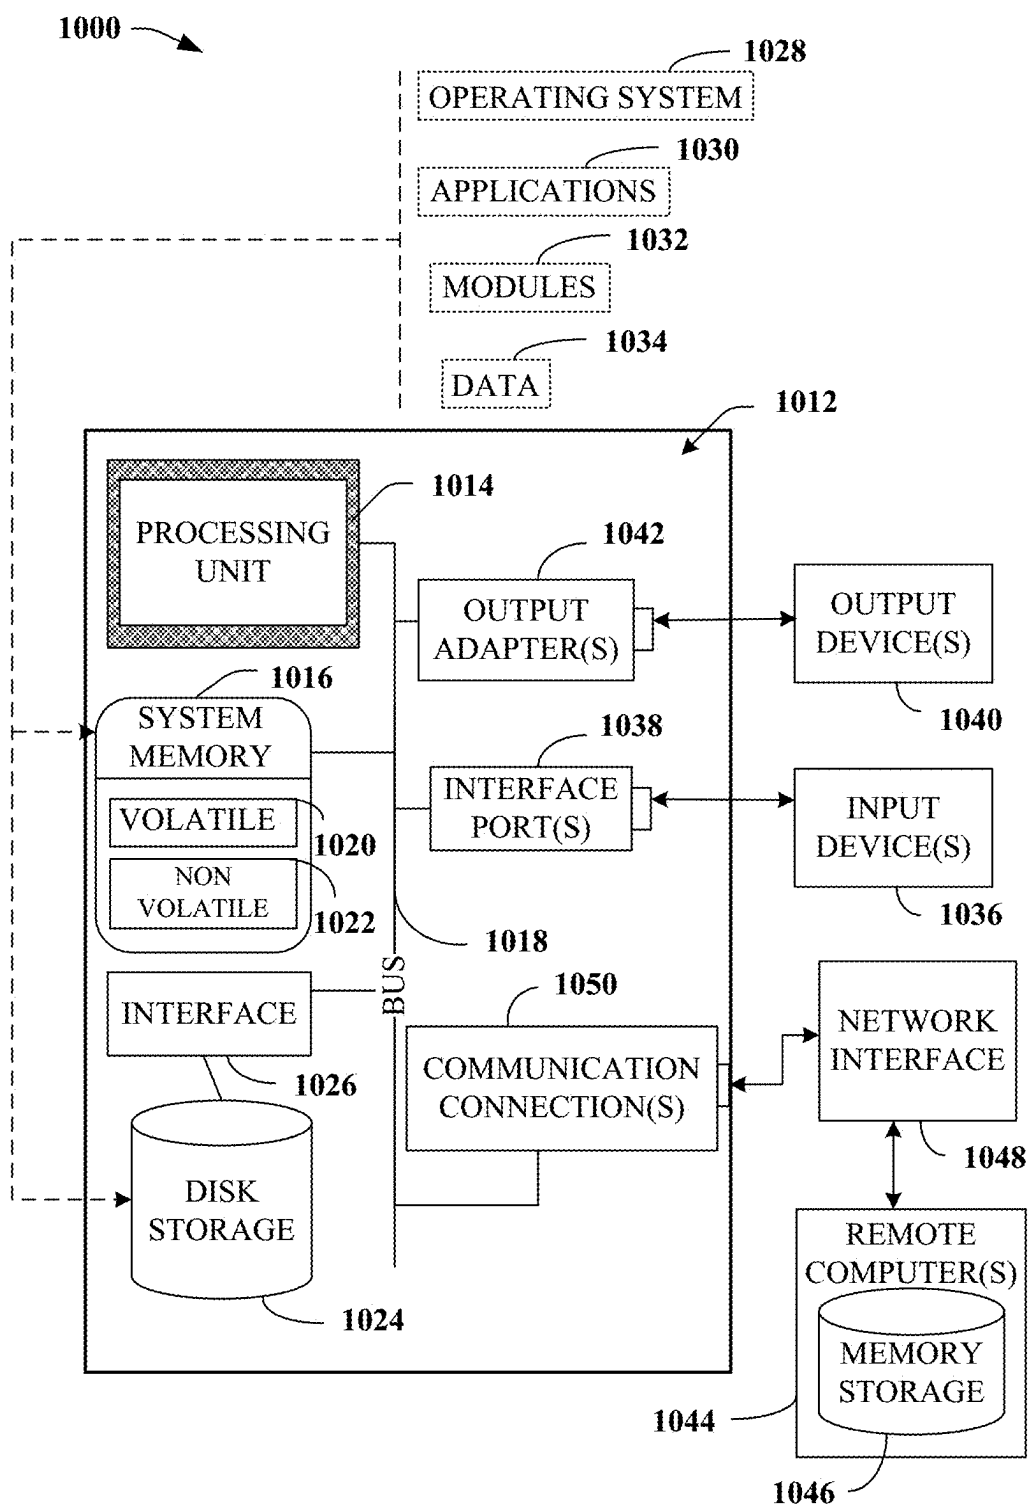 1000
1028
OPERATING SYSTEM
1030
APPLICATIONS
1032
MODULES
1034
DATA
1012
1014
PROCESSING
UNIT
1042
OUTPUT
ADAPTER(S)
OUTPUT
DEVICE(S)
1040
1016
SYSTEM
MEMORY
VOLATILE
1020
NON
VOLATILE
1022
1038
INTERFACE
PORT(S)
INPUT
DEVICE(S)
1036
1018
BUS
INTERFACE
1026
1050
COMMUNICATION
CONNECTION(S)
NETWORK
INTERFACE
1048
DISK
STORAGE
1024
REMOTE
COMPUTER(S)
MEMORY
STORAGE
1044
1046